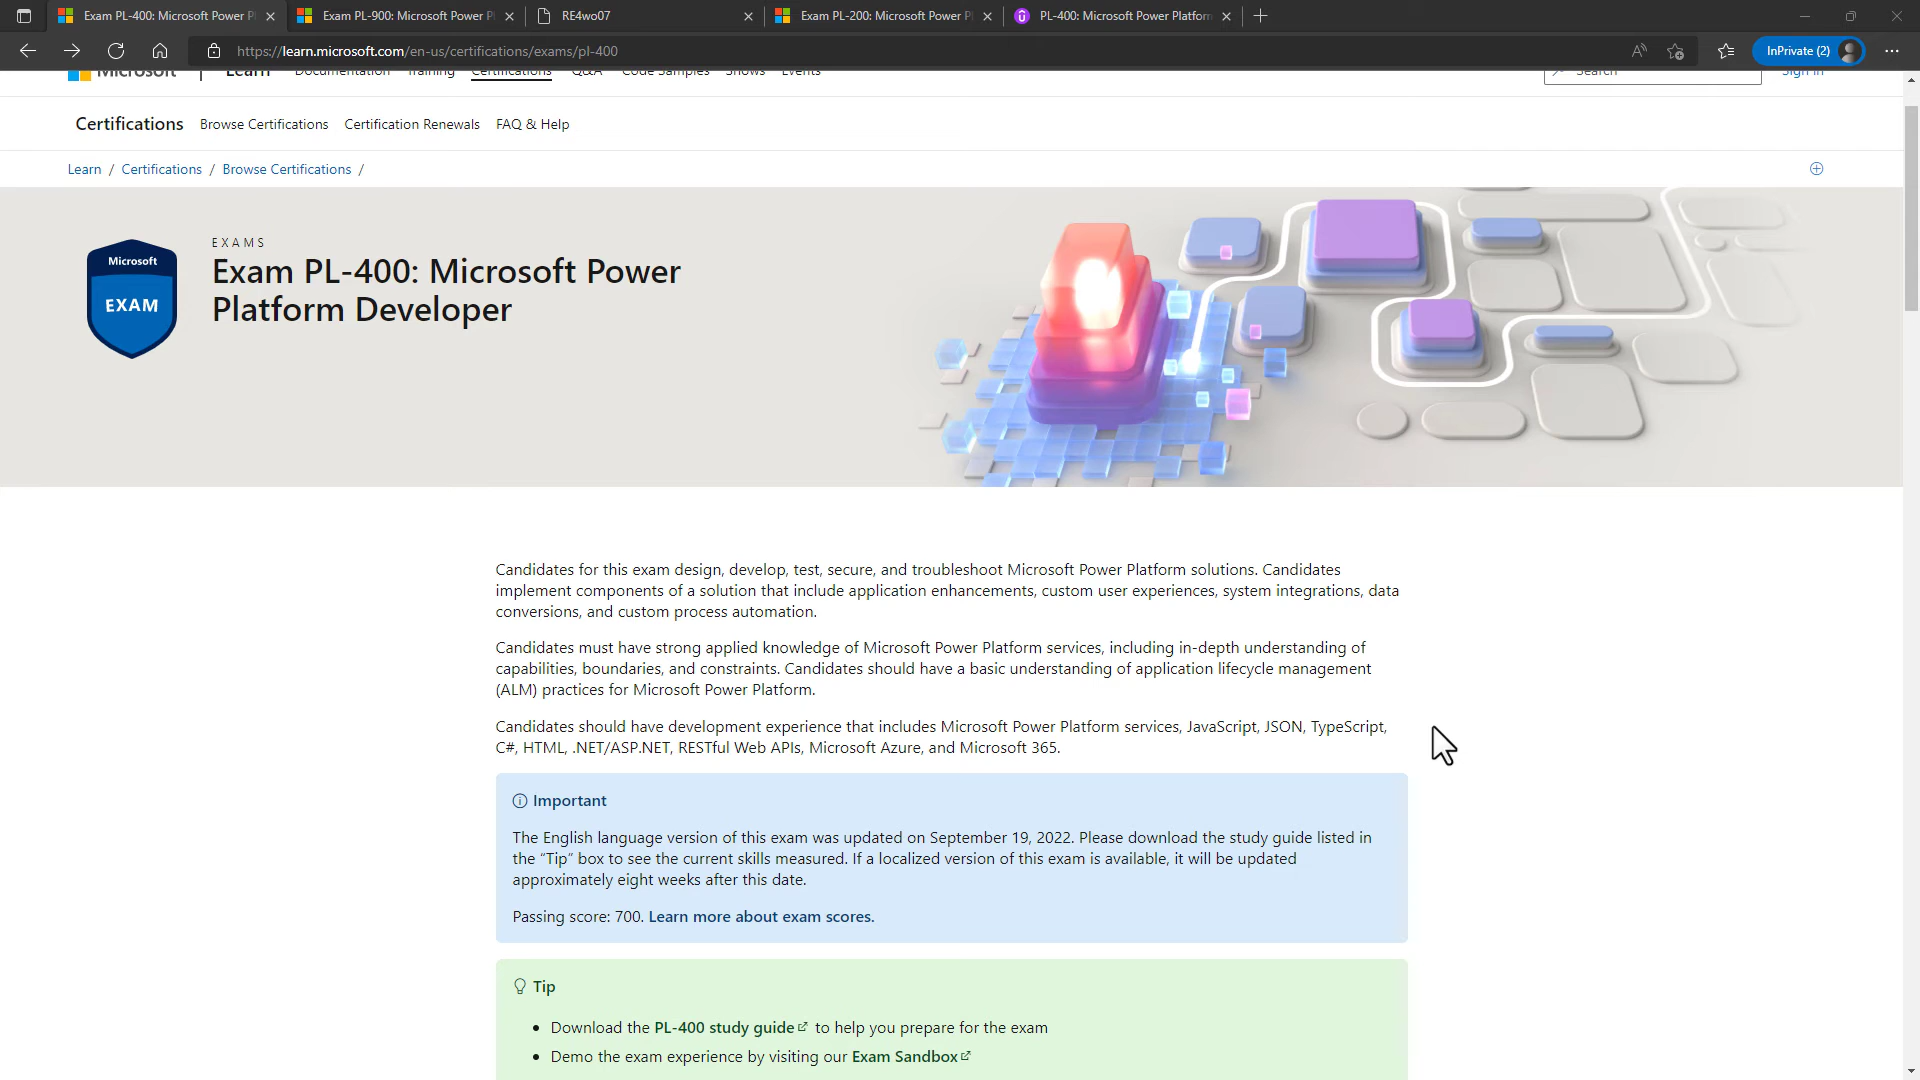 Exam PL-400: Microsoft Power P
Exam PL-900: Microsoft Power P
RE4wo07
Exam PL-200: Microsoft Power P
PL-400: Microsoft Power Platform
https://learn.microsoft.com/en-us/certifications/exams/pl-400
InPrivate (2)
Microsoft
Learn
Documentation
Training
Certifications
Q&A
Code Samples
Shows
Events
Search
Sign in
Certifications
Browse Certifications
Certification Renewals
FAQ & Help
Learn / Certifications / Browse Certifications /
Microsoft
EXAM
EXAMS
Exam PL-400: Microsoft Power
Platform Developer
Candidates for this exam design, develop, test, secure, and troubleshoot Microsoft Power Platform solutions. Candidates
implement components of a solution that include application enhancements, custom user experiences, system integrations, data
conversions, and custom process automation.
Candidates must have strong applied knowledge of Microsoft Power Platform services, including in-depth understanding of
capabilities, boundaries, and constraints. Candidates should have a basic understanding of application lifecycle management
(ALM) practices for Microsoft Power Platform.
Candidates should have development experience that includes Microsoft Power Platform services, JavaScript, JSON, TypeScript,
C#, HTML, .NET/ASP.NET, RESTful Web APIs, Microsoft Azure, and Microsoft 365.
Important
The English language version of this exam was updated on September 19, 2022. Please download the study guide listed in
the “Tip” box to see the current skills measured. If a localized version of this exam is available, it will be updated
approximately eight weeks after this date.
Passing score: 700. Learn more about exam scores.
Tip
• Download the PL-400 study guide to help you prepare for the exam
• Demo the exam experience by visiting our Exam Sandbox